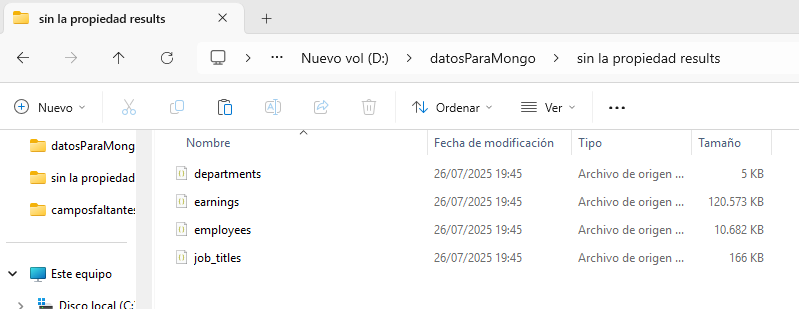 sin la propiedad results
Nuevo vol (D:) datosParaMongo sin la propiedad results
Nuevo Ordenar Ver
Nombre Fecha de modificación Tipo Tamaño
datosParaMongo
departments 26/07/2025 19:45 Archivo de origen ... 5 KB
sin la propiedad
earnings 26/07/2025 19:45 Archivo de origen ... 120.573 KB
camposfaltantes
employees 26/07/2025 19:45 Archivo de origen ... 10.682 KB
job_titles 26/07/2025 19:45 Archivo de origen ... 166 KB
Este equipo
Disco local (C: